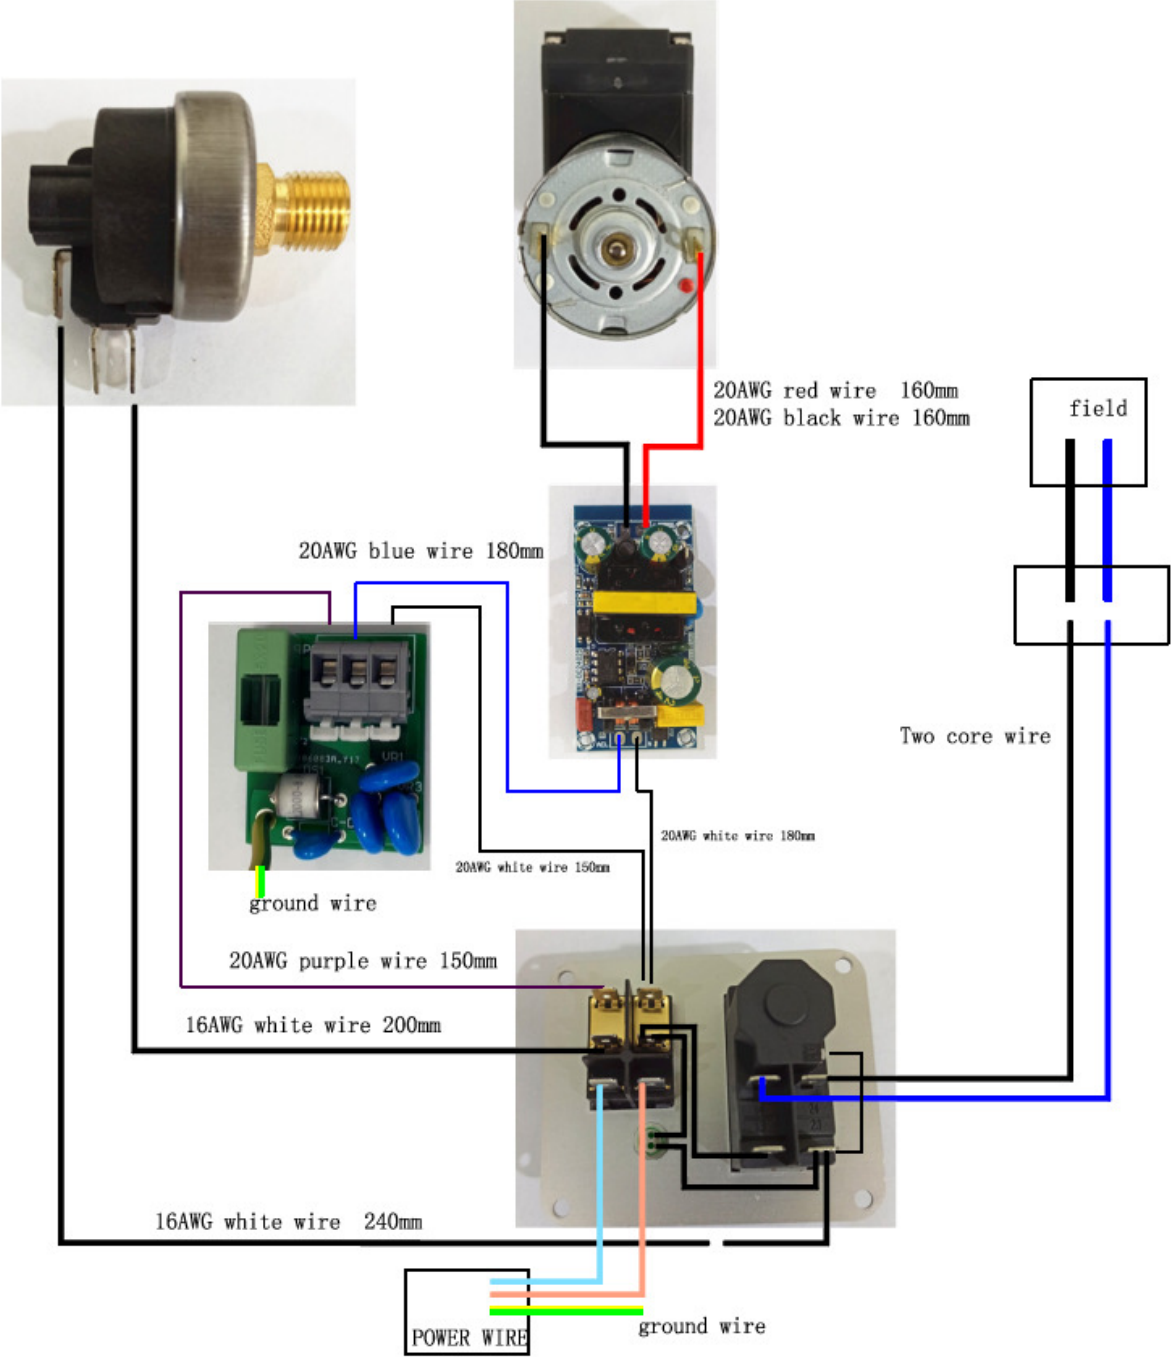 20AWG red wire 160mm
20AWG black wire 160mm
field
20AWG blue wire 180mm
Two core wire
20AWG white wire 180mm
20AWG white wire 150mm
ground wire
20AWG purple wire 150mm
16AWG white wire 200mm
24
23
16AWG white wire 240mm
POWER WIRE
ground wire